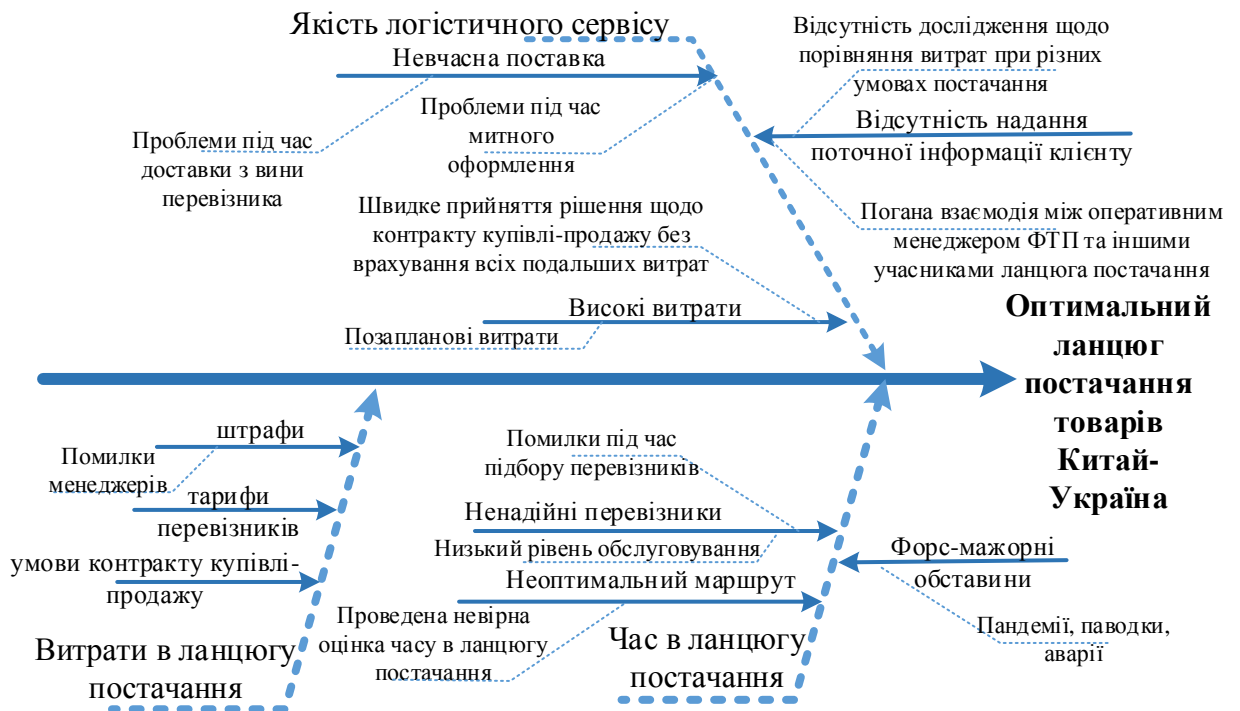 Якість логістичного сервісу
Невчасна поставка
Проблеми під час
доставки з вини
перевізника
Проблеми під час
митного
оформлення
Відсутність дослідження щодо
порівняння витрат при різних
умовах постачання
Відсутність надання
поточної інформації клієнту
Погана взаємодія між оперативним
менеджером ФТП та іншими
учасниками ланцюга постачання
Швидке прийняття рішення щодо
контракту купівлі-продажу без
врахування всіх подальших витрат
Високі витрати
Позапланові витрати
Оптимальний
ланцюг
постачання
товарів
Китай-
Україна
штрафи
Помилки
менеджерів
тарифи
перевізників
умови контракту купівлі-
продажу
Витрати в ланцюгу
постачання
Помилки під час
підбору перевізників
Ненадійні перевізники
Низький рівень обслуговування
Неоптимальний маршрут
Проведена невірна
оцінка часу в ланцюгу
постачання
Час в ланцюгу
постачання
Форс-мажорні
обставини
Пандемії, паводки,
аварії